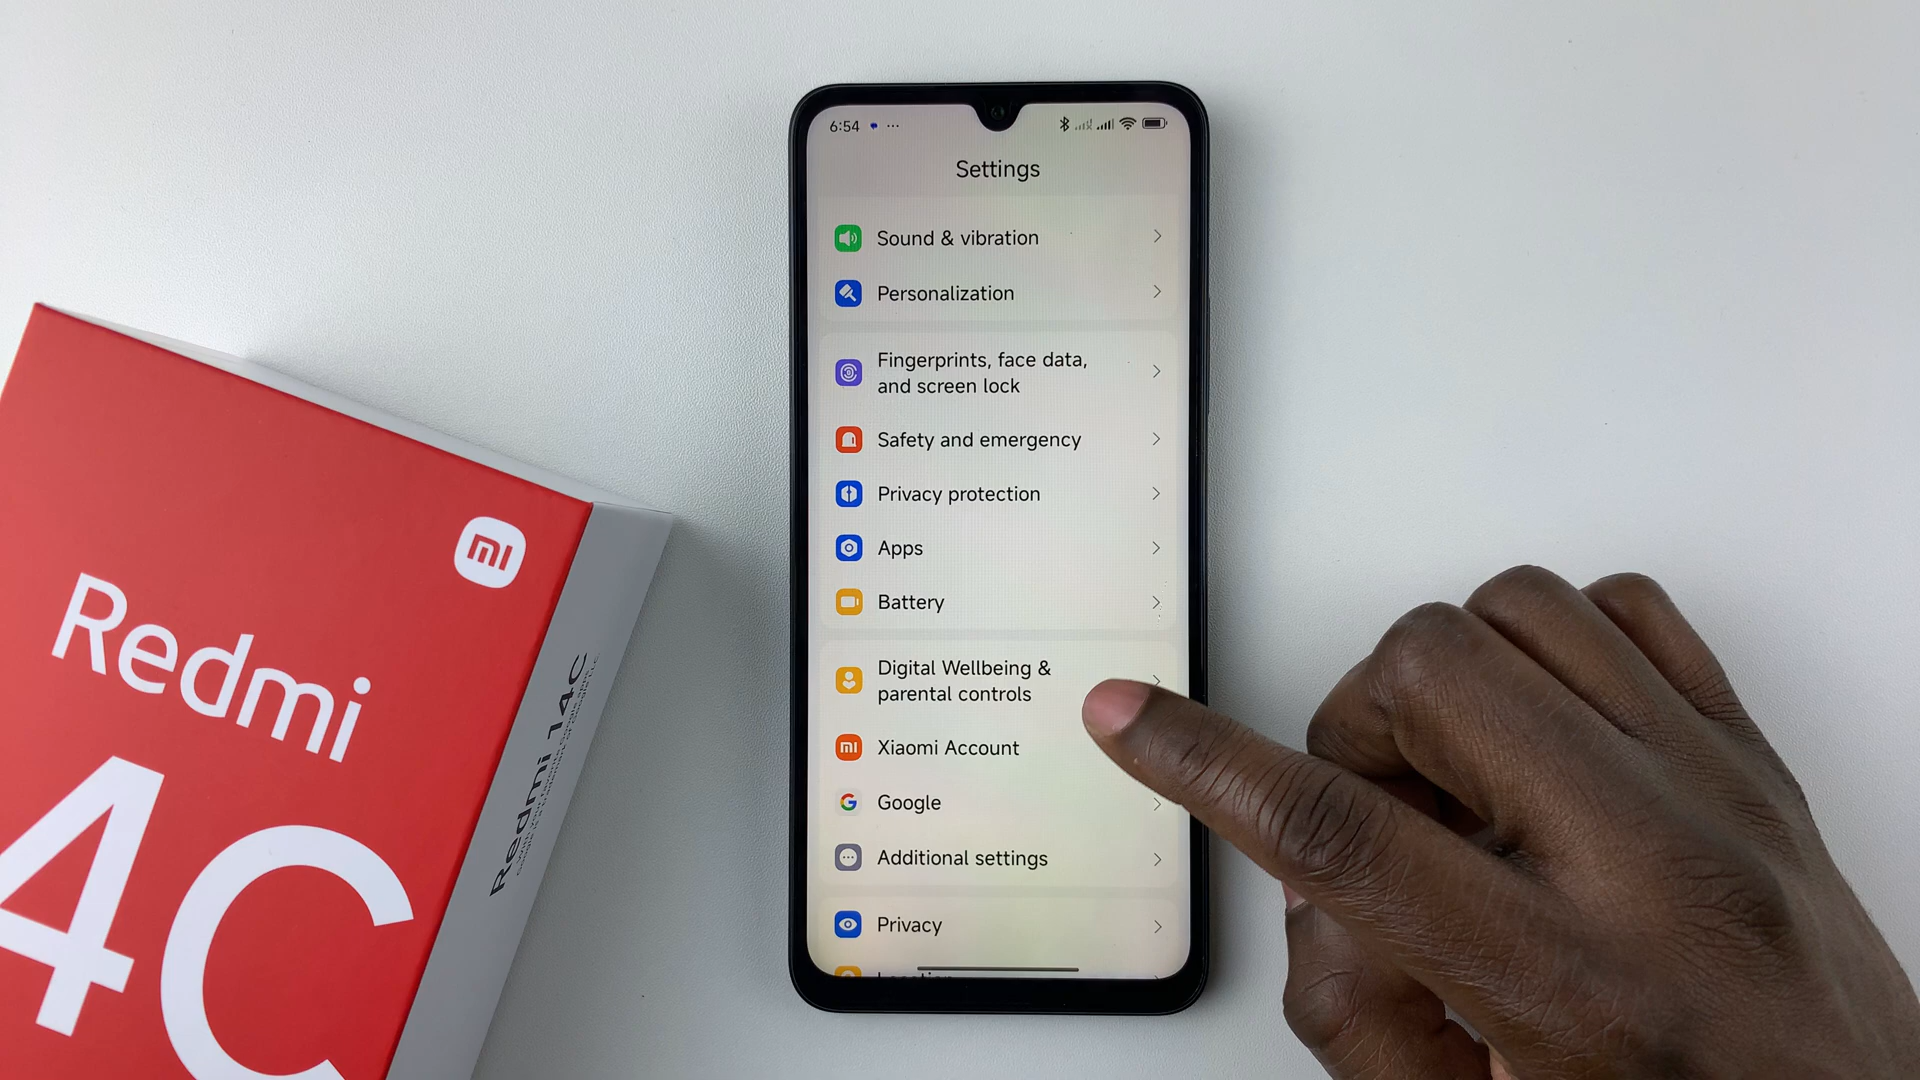 6:54
Settings
Sound & vibration
Personalization
Fingerprints, face data,
and screen lock
Safety and emergency
Privacy protection
Apps
Battery
Digital Wellbeing &
parental controls
Xiaomi Account
Google
Additional settings
Privacy
Location
mi
Redmi
4C
Redmi 14C